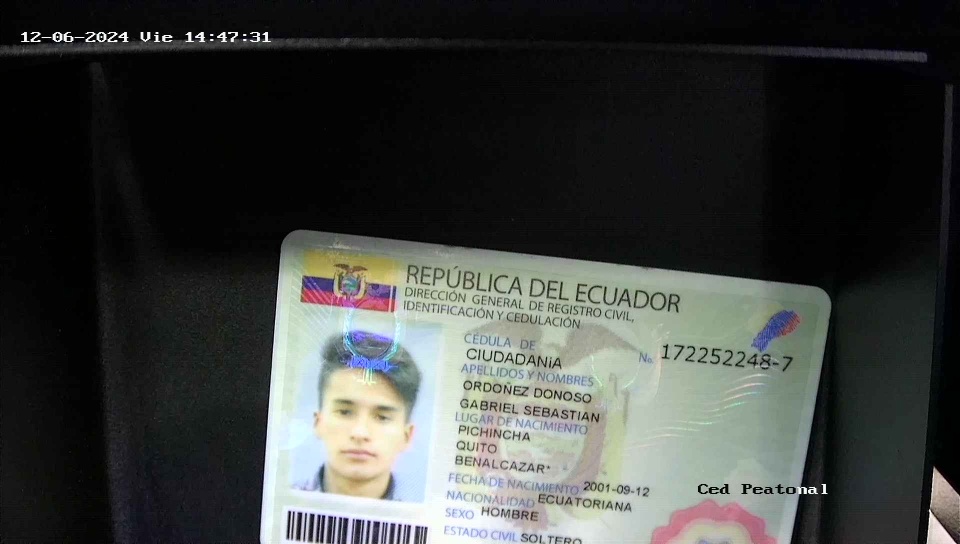 12-06-2024 Vie 14:47:31
REPÚBLICA DEL ECUADOR
DIRECCIÓN GENERAL DE REGISTRO CIVIL,
IDENTIFICACIÓN Y CEDULACIÓN
CÉDULA DE
CIUDADANíA
No. 172252248-7
APELLIDOS Y NOMBRES
ORDOÑEZ DONOSO
GABRIEL SEBASTIAN
LUGAR DE NACIMIENTO
PICHINCHA
QUITO
BENALCAZAR*
FECHA DE NACIMIENTO 2001-09-12
NACIONALIDAD ECUATORIANA
SEXO HOMBRE
ESTADO CIVIL SOLTERO
Ced Peatonal